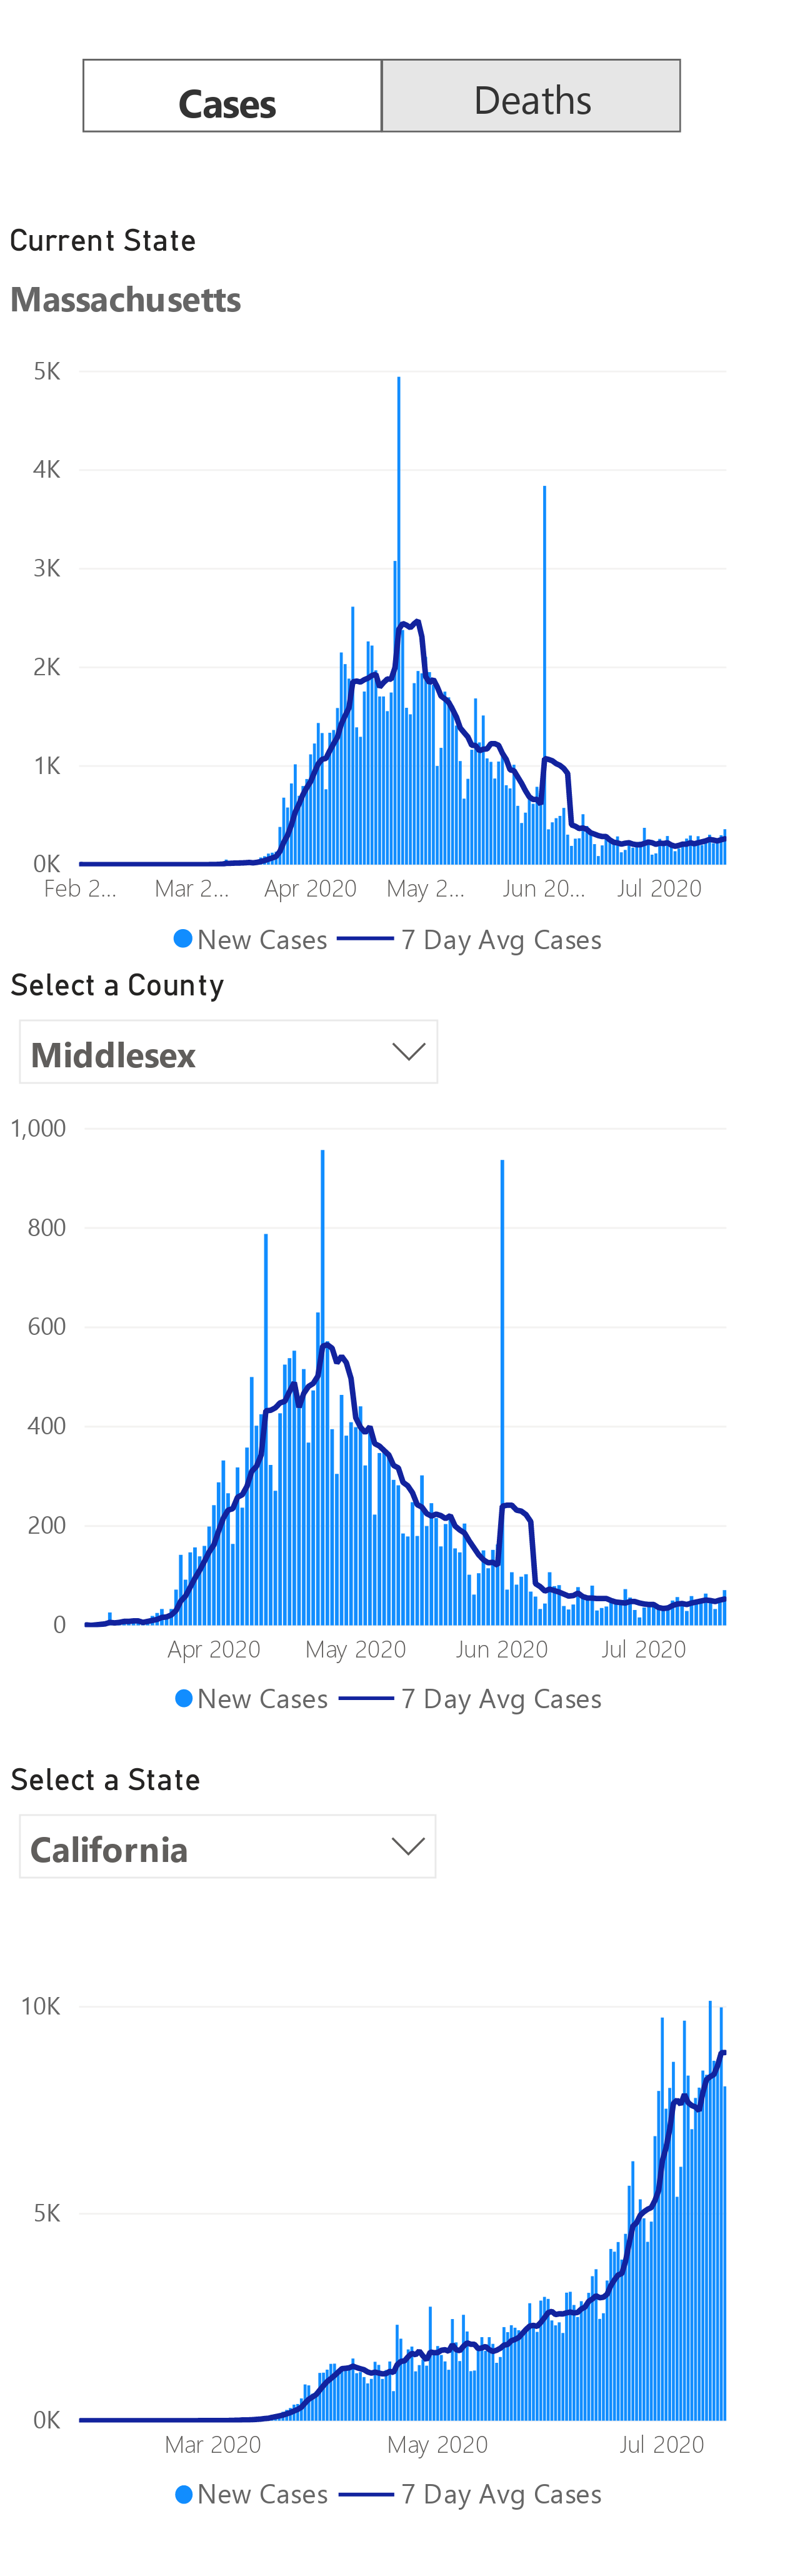 Cases Deaths
Current State
Massachusetts
5K
4K
3K
2K
1K
0K
Feb 2... Mar 2... Apr 2020 May 2... Jun 20... Jul 2020
New Cases 7 Day Avg Cases
Select a County
Middlesex
1,000
800
600
400
200
0
Apr 2020 May 2020 Jun 2020 Jul 2020
New Cases 7 Day Avg Cases
Select a State
California
10K
5K
0K
Mar 2020 May 2020 Jul 2020
New Cases 7 Day Avg Cases